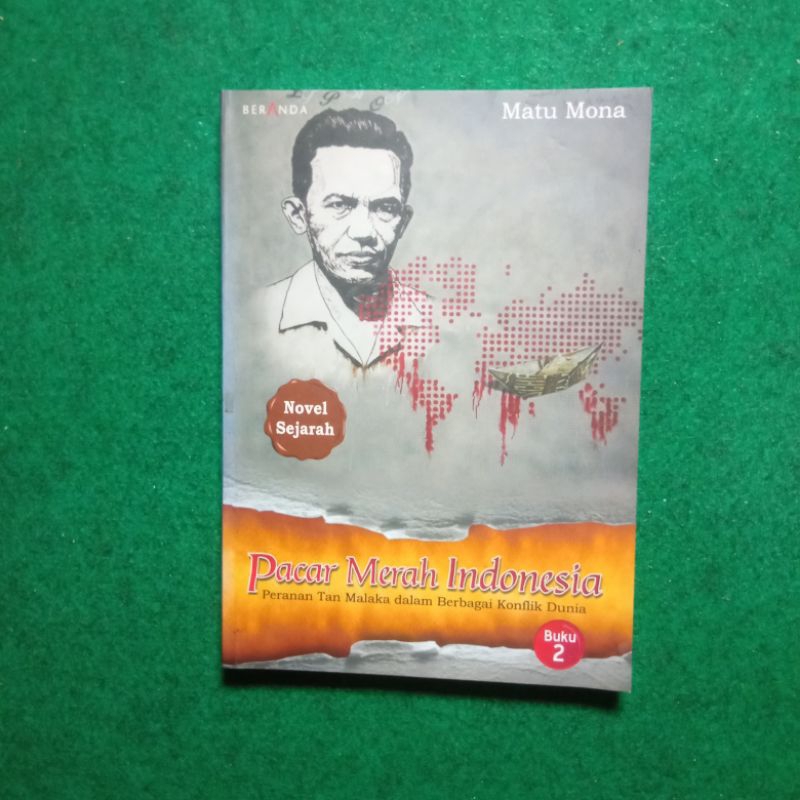 BERANDA
Matu Mona
Novel
Sejarah
Pacar Merah Indonesia
Peranan Tan Malaka dalam Berbagai Konflik Dunia
Buku
2